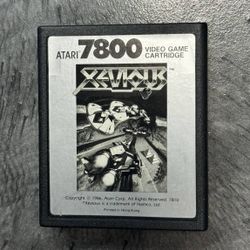 ATARI 7800 VIDEO GAME
CARTRIDGE
XEVIOUS™
Copyright © 1986, Atari Corp. All Rights Reserved.
Xevious is a trademark of Namco, Ltd.
Printed in Hong Kong